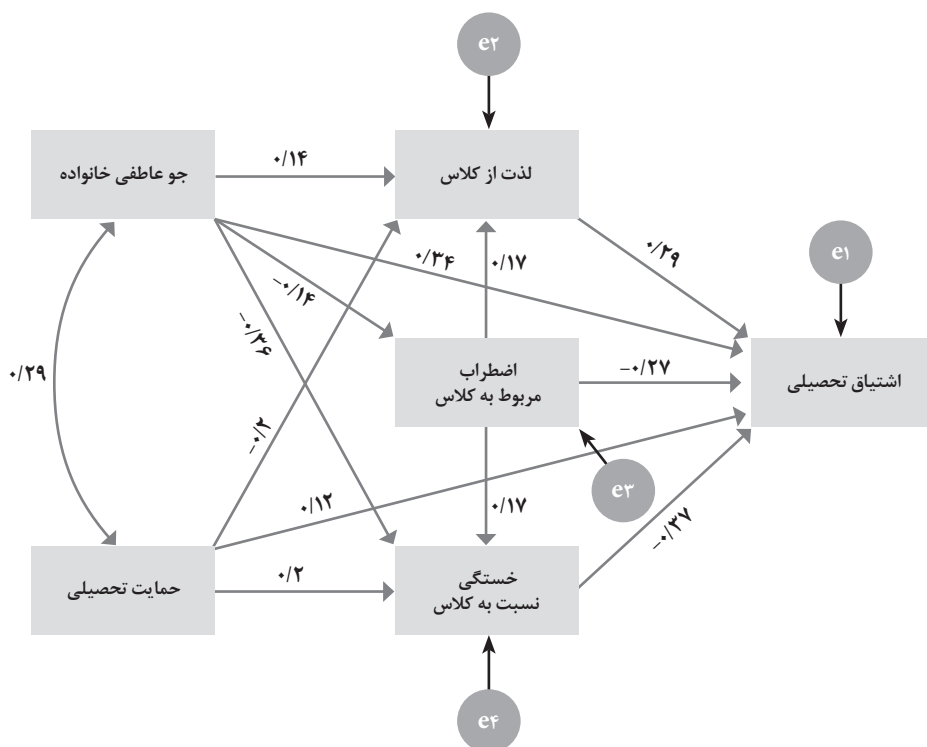 e۲
جو عاطفی خانواده
۰/۱۴
لذت از کلاس
۰/۲۹
e۱
۰/۳۴
۰/۱۷
−۰/۱۴
−۰/۳۶
۰/۲۹
اضطراب
مربوط به کلاس
−۰/۲۷
اشتیاق تحصیلی
−۰/۲
۰/۱۲
۰/۱۷
e۳
−۰/۳۷
حمایت تحصیلی
۰/۲
خستگی
نسبت به کلاس
e۴